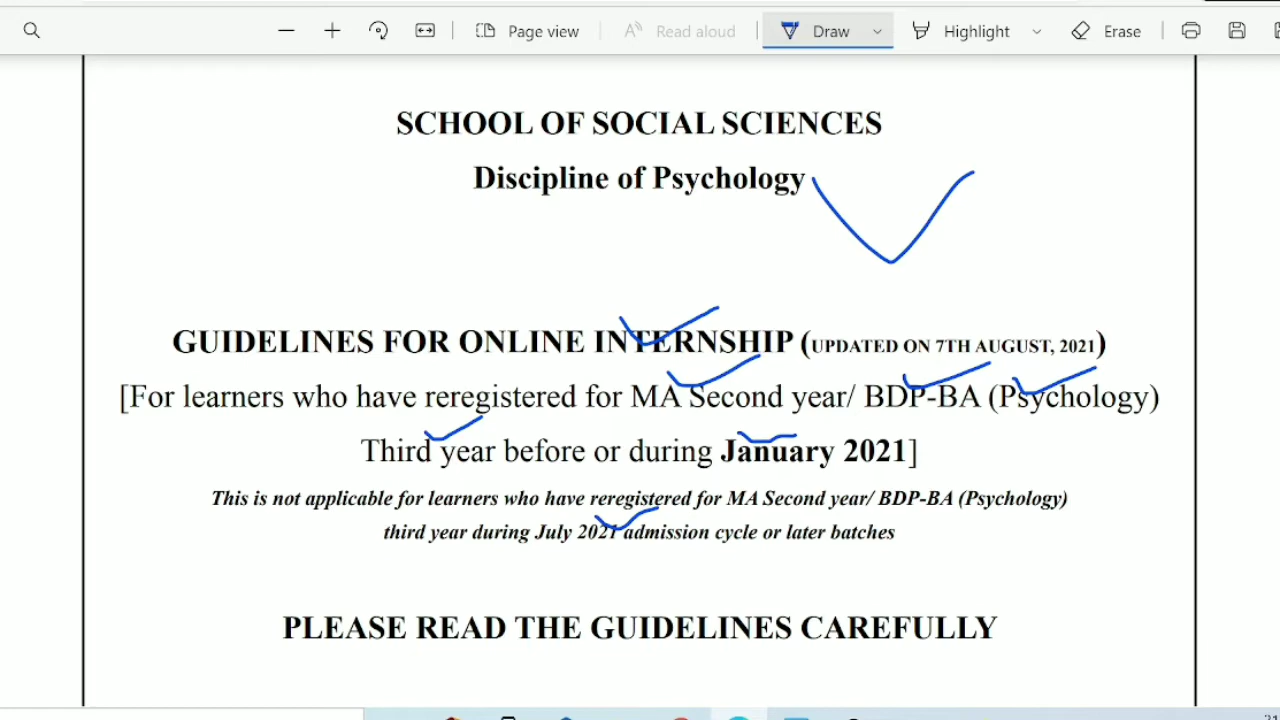 Page view
Read aloud
Draw
Highlight
Erase
SCHOOL OF SOCIAL SCIENCES
Discipline of Psychology
GUIDELINES FOR ONLINE INTERNSHIP (UPDATED ON 7TH AUGUST, 2021)
[For learners who have reregistered for MA Second year/ BDP-BA (Psychology)
Third year before or during January 2021]
This is not applicable for learners who have reregistered for MA Second year/ BDP-BA (Psychology)
third year during July 2021 admission cycle or later batches
PLEASE READ THE GUIDELINES CAREFULLY